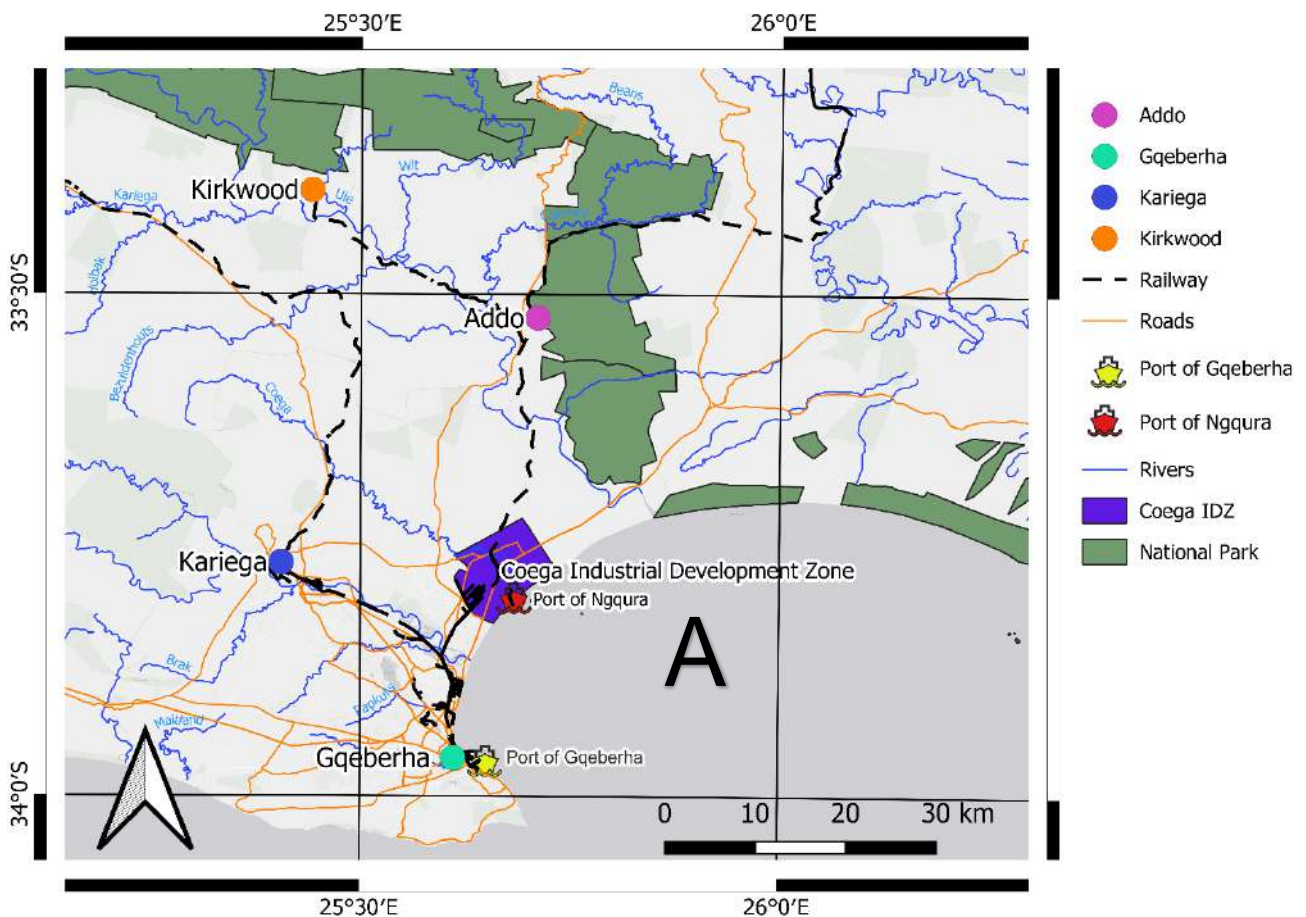 25°30′E
26°0′E
33°30′S
34°0′S
Bears
Wit
Kirkwood
Kariega
Uie
Addo
Bezuidenhouts
Coega
Kariega
Coega Industrial Development Zone
Port of Ngqura
A
Brak
Papkuils
Maitland
Gqeberha
Port of Gqeberha
0 10 20 30 km
25°30′E
26°0′E
Addo
Gqeberha
Kariega
Kirkwood
Railway
Roads
Port of Gqeberha
Port of Ngqura
Rivers
Coega IDZ
National Park